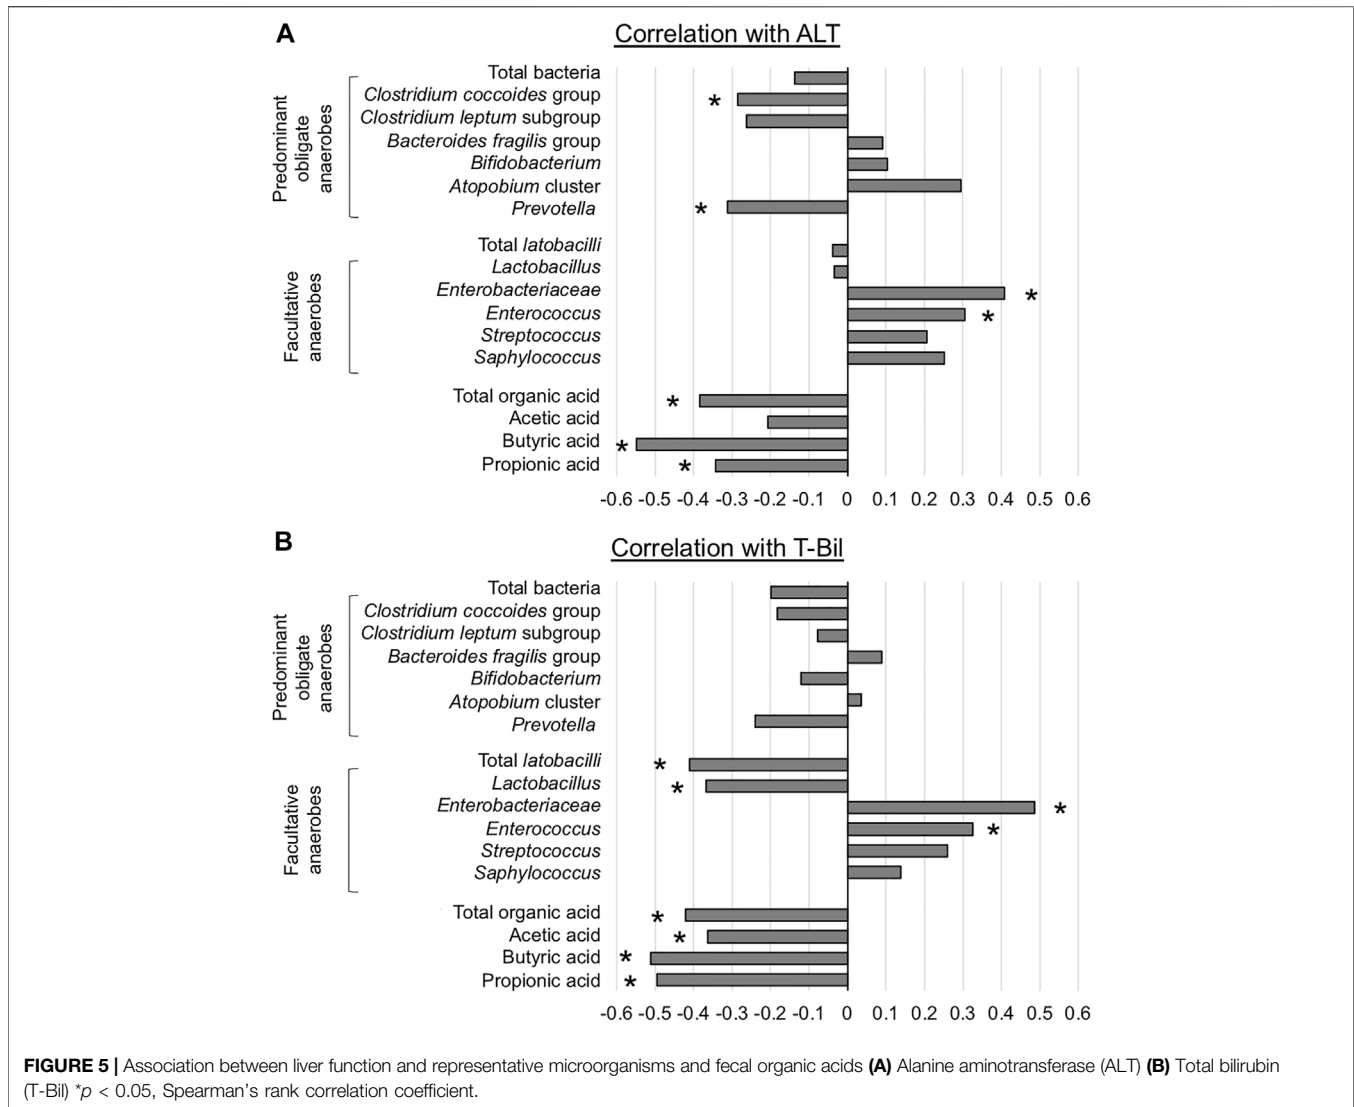 A
Correlation with ALT
Predominant
obligate
anaerobes
Total bacteria
Clostridium coccoides group
*
Clostridium leptum subgroup
Bacteroides fragilis group
Bifidobacterium
Atopobium cluster
Prevotella
*
Facultative
anaerobes
Total latobacilli
Lactobacillus
Enterobacteriaceae
*
Enterococcus
*
Streptococcus
Saphylococcus
Total organic acid
*
Acetic acid
Butyric acid
*
Propionic acid
*
-0.6 -0.5 -0.4 -0.3 -0.2 -0.1 0 0.1 0.2 0.3 0.4 0.5 0.6
B
Correlation with T-Bil
Predominant
obligate
anaerobes
Total bacteria
Clostridium coccoides group
Clostridium leptum subgroup
Bacteroides fragilis group
Bifidobacterium
Atopobium cluster
Prevotella
Facultative
anaerobes
Total latobacilli
*
Lactobacillus
*
Enterobacteriaceae
*
Enterococcus
*
Streptococcus
Saphylococcus
Total organic acid
*
Acetic acid
*
Butyric acid
*
Propionic acid
*
-0.6 -0.5 -0.4 -0.3 -0.2 -0.1 0 0.1 0.2 0.3 0.4 0.5 0.6
FIGURE 5 | Association between liver function and representative microorganisms and fecal organic acids (A) Alanine aminotransferase (ALT) (B) Total bilirubin
(T-Bil) *p < 0.05, Spearman's rank correlation coefficient.